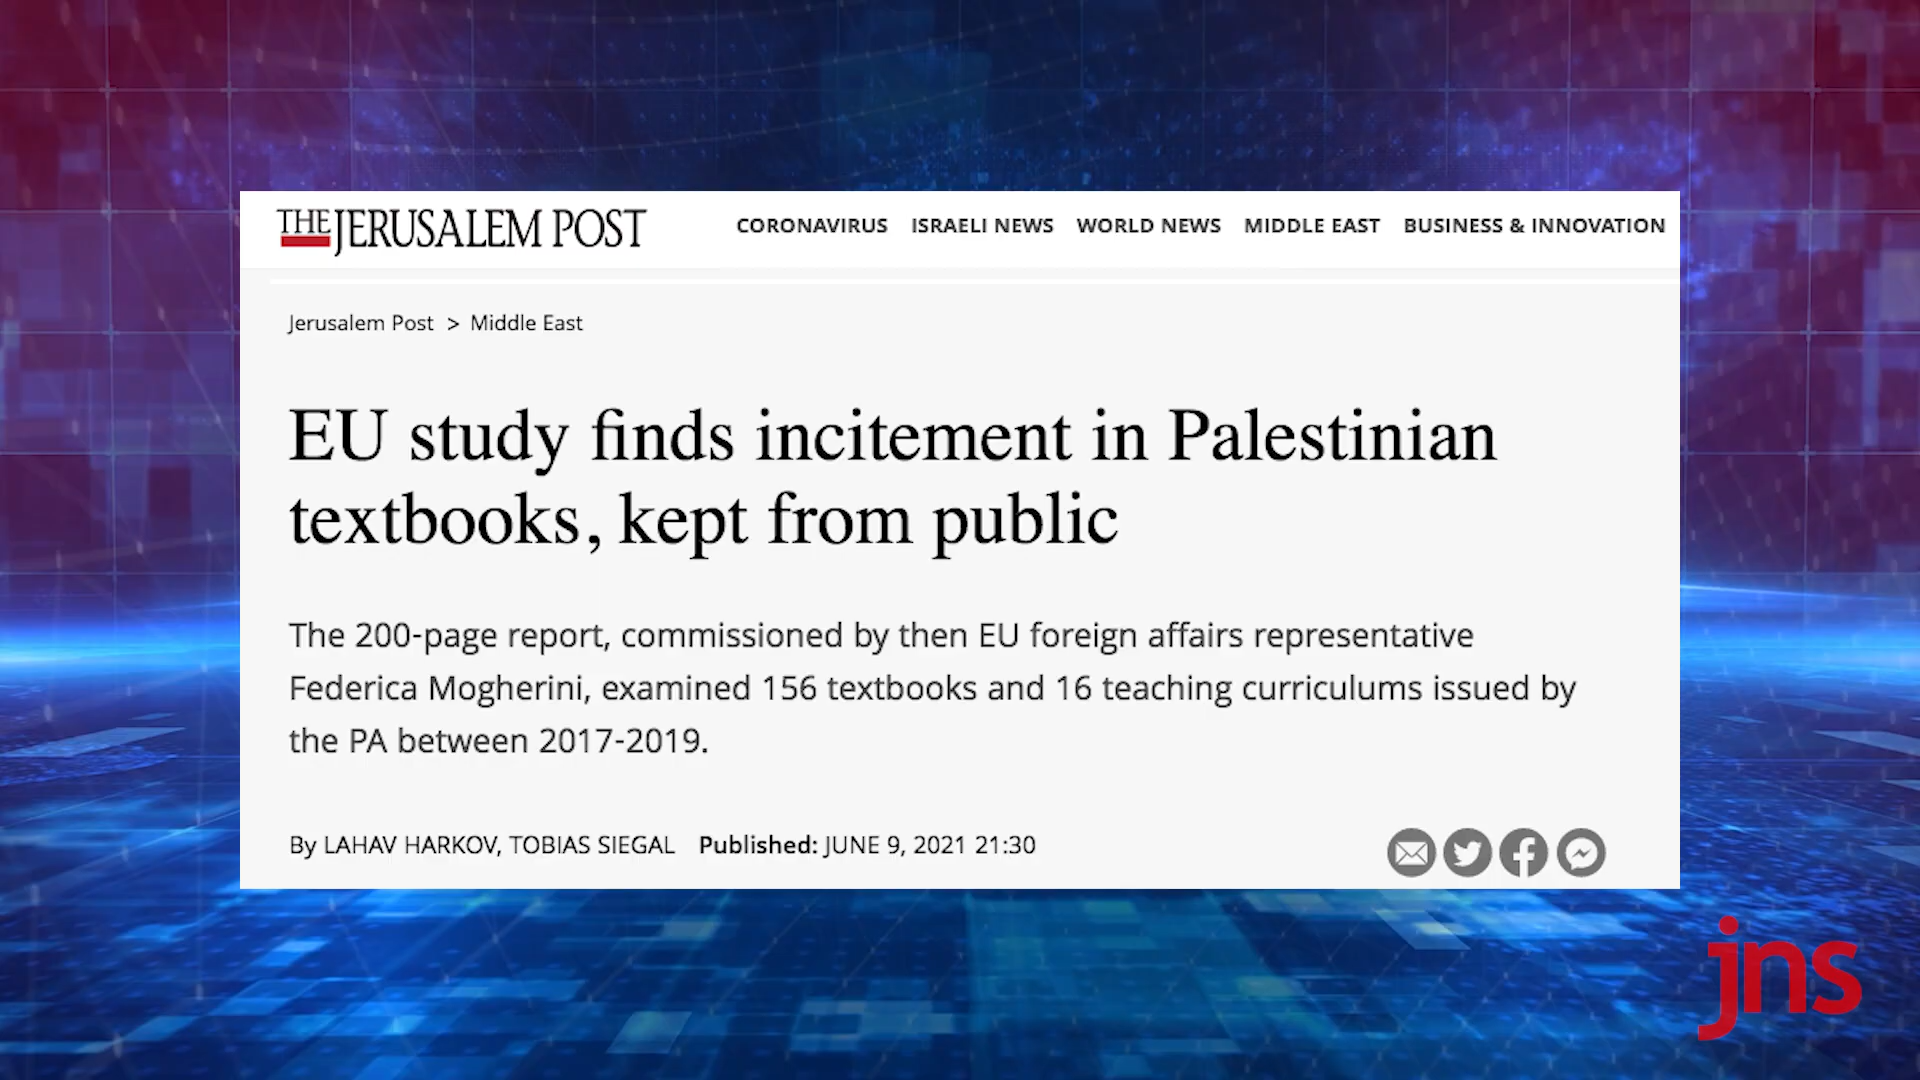 THE JERUSALEM POST CORONAVIRUS ISRAELI NEWS WORLD NEWS MIDDLE EAST BUSINESS & INNOVATION
Jerusalem Post > Middle East
EU study finds incitement in Palestinian
textbooks, kept from public
The 200-page report, commissioned by then EU foreign affairs representative
Federica Mogherini, examined 156 textbooks and 16 teaching curriculums issued by
the PA between 2017-2019.
By LAHAV HARKOV, TOBIAS SIEGAL Published: JUNE 9, 2021 21:30
jns